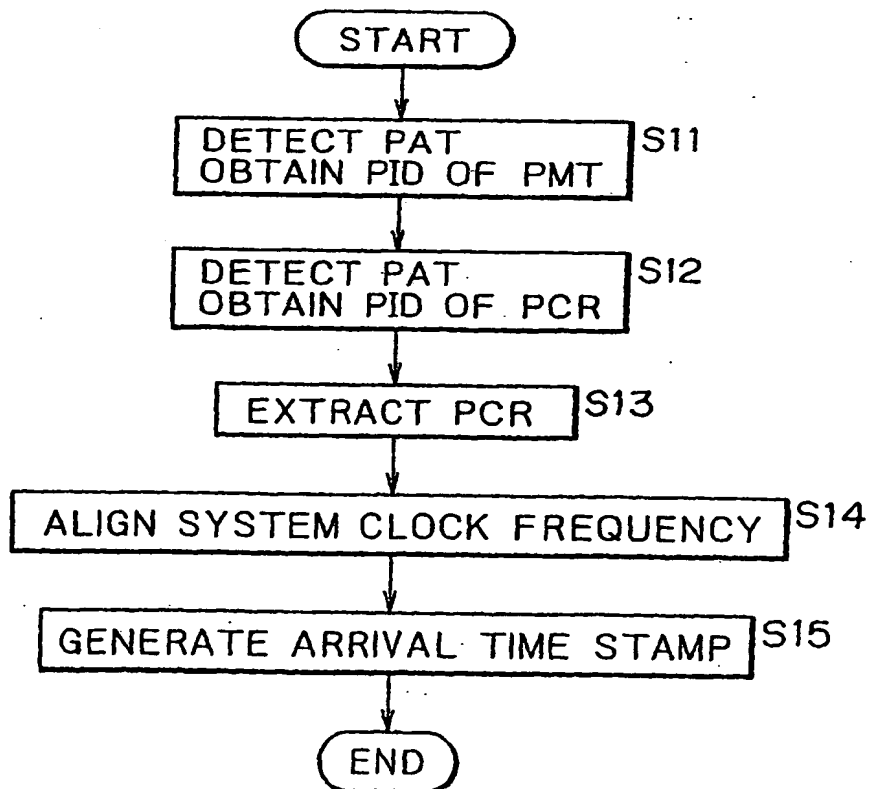 START
DETECT PAT
OBTAIN PID OF PMT
S11
DETECT PAT
OBTAIN PID OF PCR
S12
EXTRACT PCR
S13
ALIGN SYSTEM CLOCK FREQUENCY
S14
GENERATE ARRIVAL TIME STAMP
S15
END